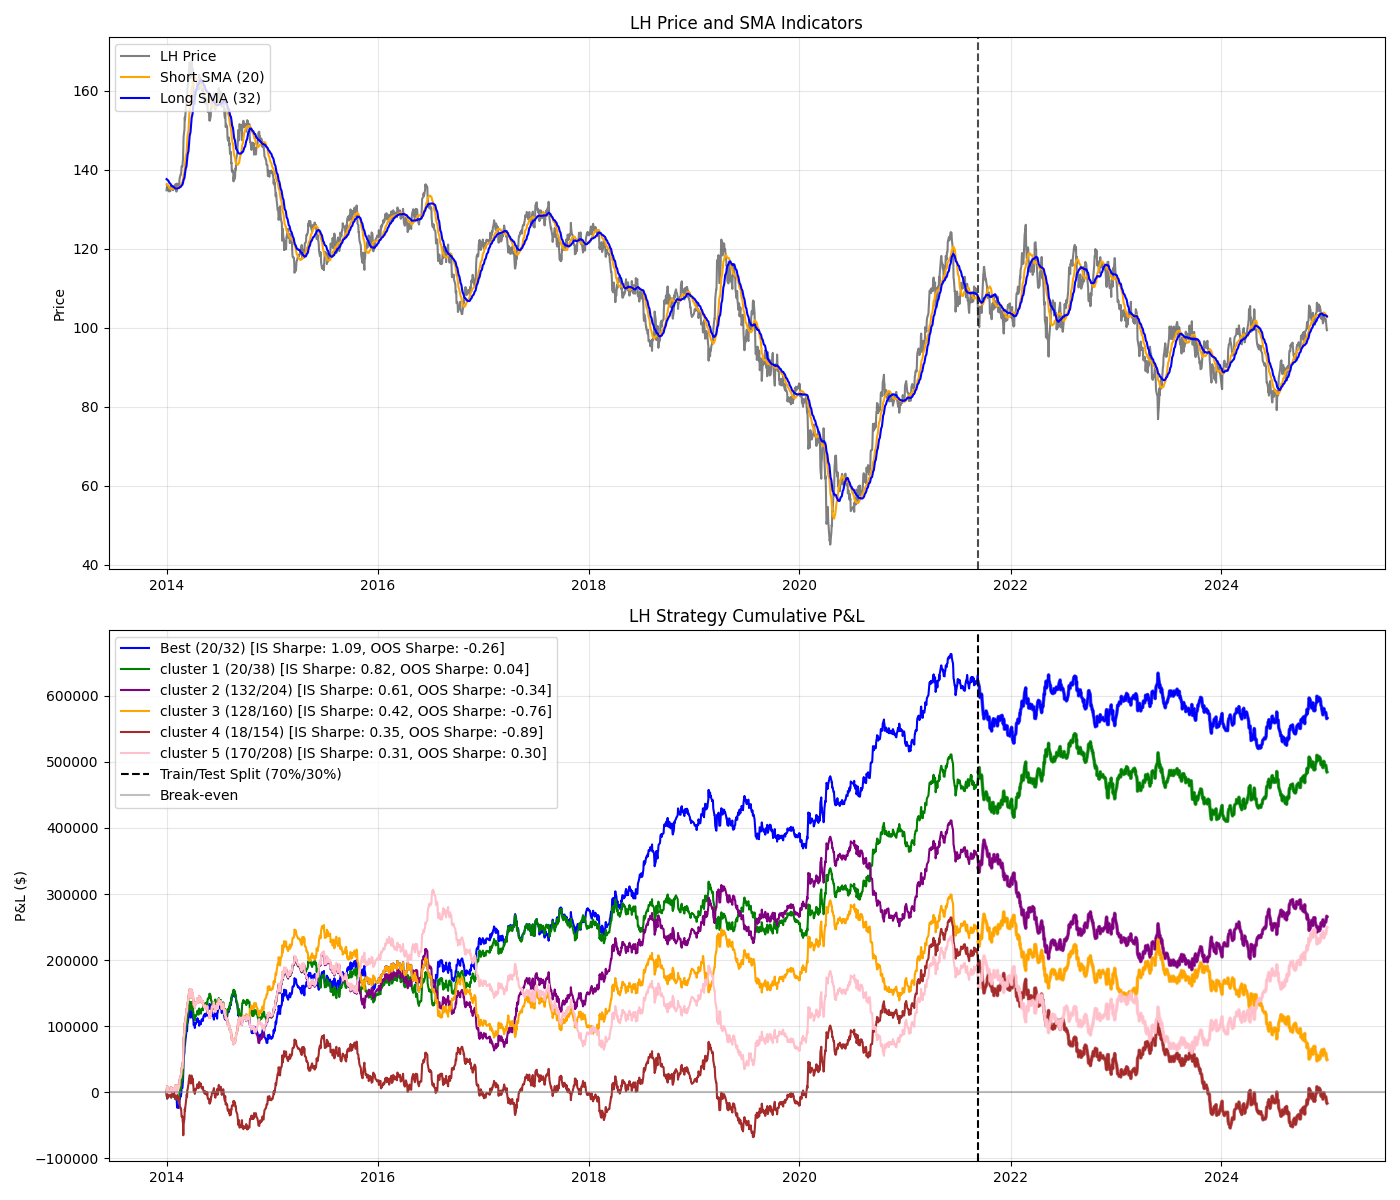 LH Price and SMA Indicators
LH Price
Short SMA (20)
Long SMA (32)
Price
160
140
120
100
80
60
40
2014
2016
2018
2020
2022
2024
LH Strategy Cumulative P&L
Best (20/32) [IS Sharpe: 1.09, OOS Sharpe: -0.26]
cluster 1 (20/38) [IS Sharpe: 0.82, OOS Sharpe: 0.04]
cluster 2 (132/204) [IS Sharpe: 0.61, OOS Sharpe: -0.34]
cluster 3 (128/160) [IS Sharpe: 0.42, OOS Sharpe: -0.76]
cluster 4 (18/154) [IS Sharpe: 0.35, OOS Sharpe: -0.89]
cluster 5 (170/208) [IS Sharpe: 0.31, OOS Sharpe: 0.30]
Train/Test Split (70%/30%)
Break-even
P&L ($)
600000
500000
400000
300000
200000
100000
0
−100000
2014
2016
2018
2020
2022
2024